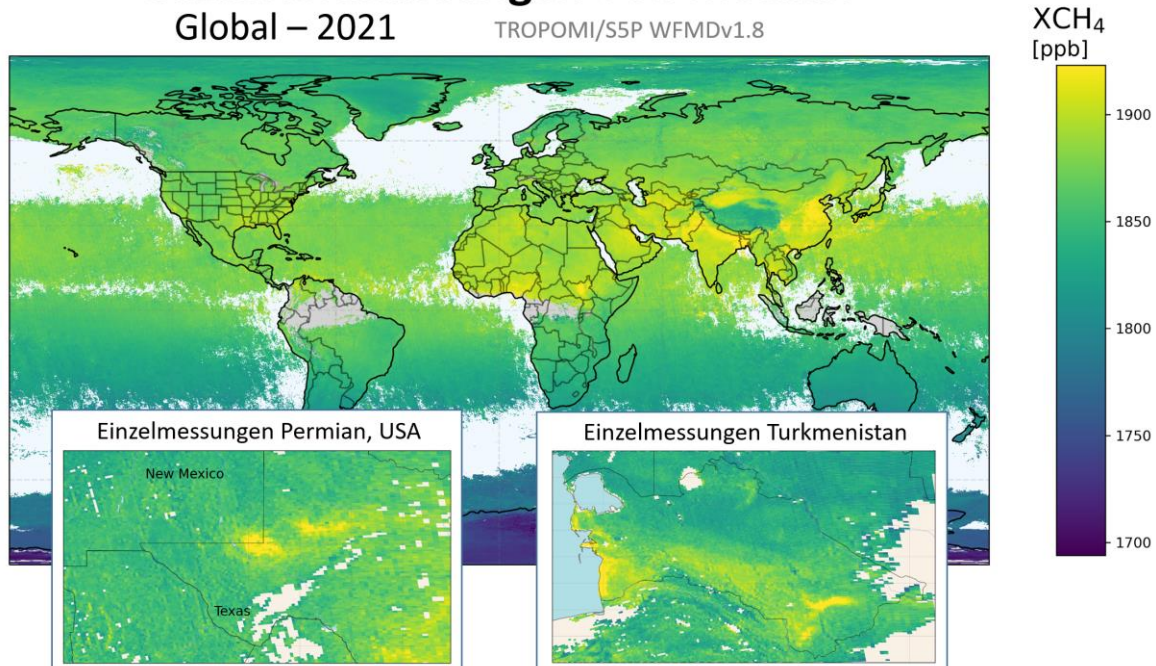 Global – 2021
TROPOMI/S5P WFMDv1.8
XCH₄
[ppb]
1900
1850
1800
1750
1700
Einzelmessungen Permian, USA
New Mexico
Texas
Einzelmessungen Turkmenistan